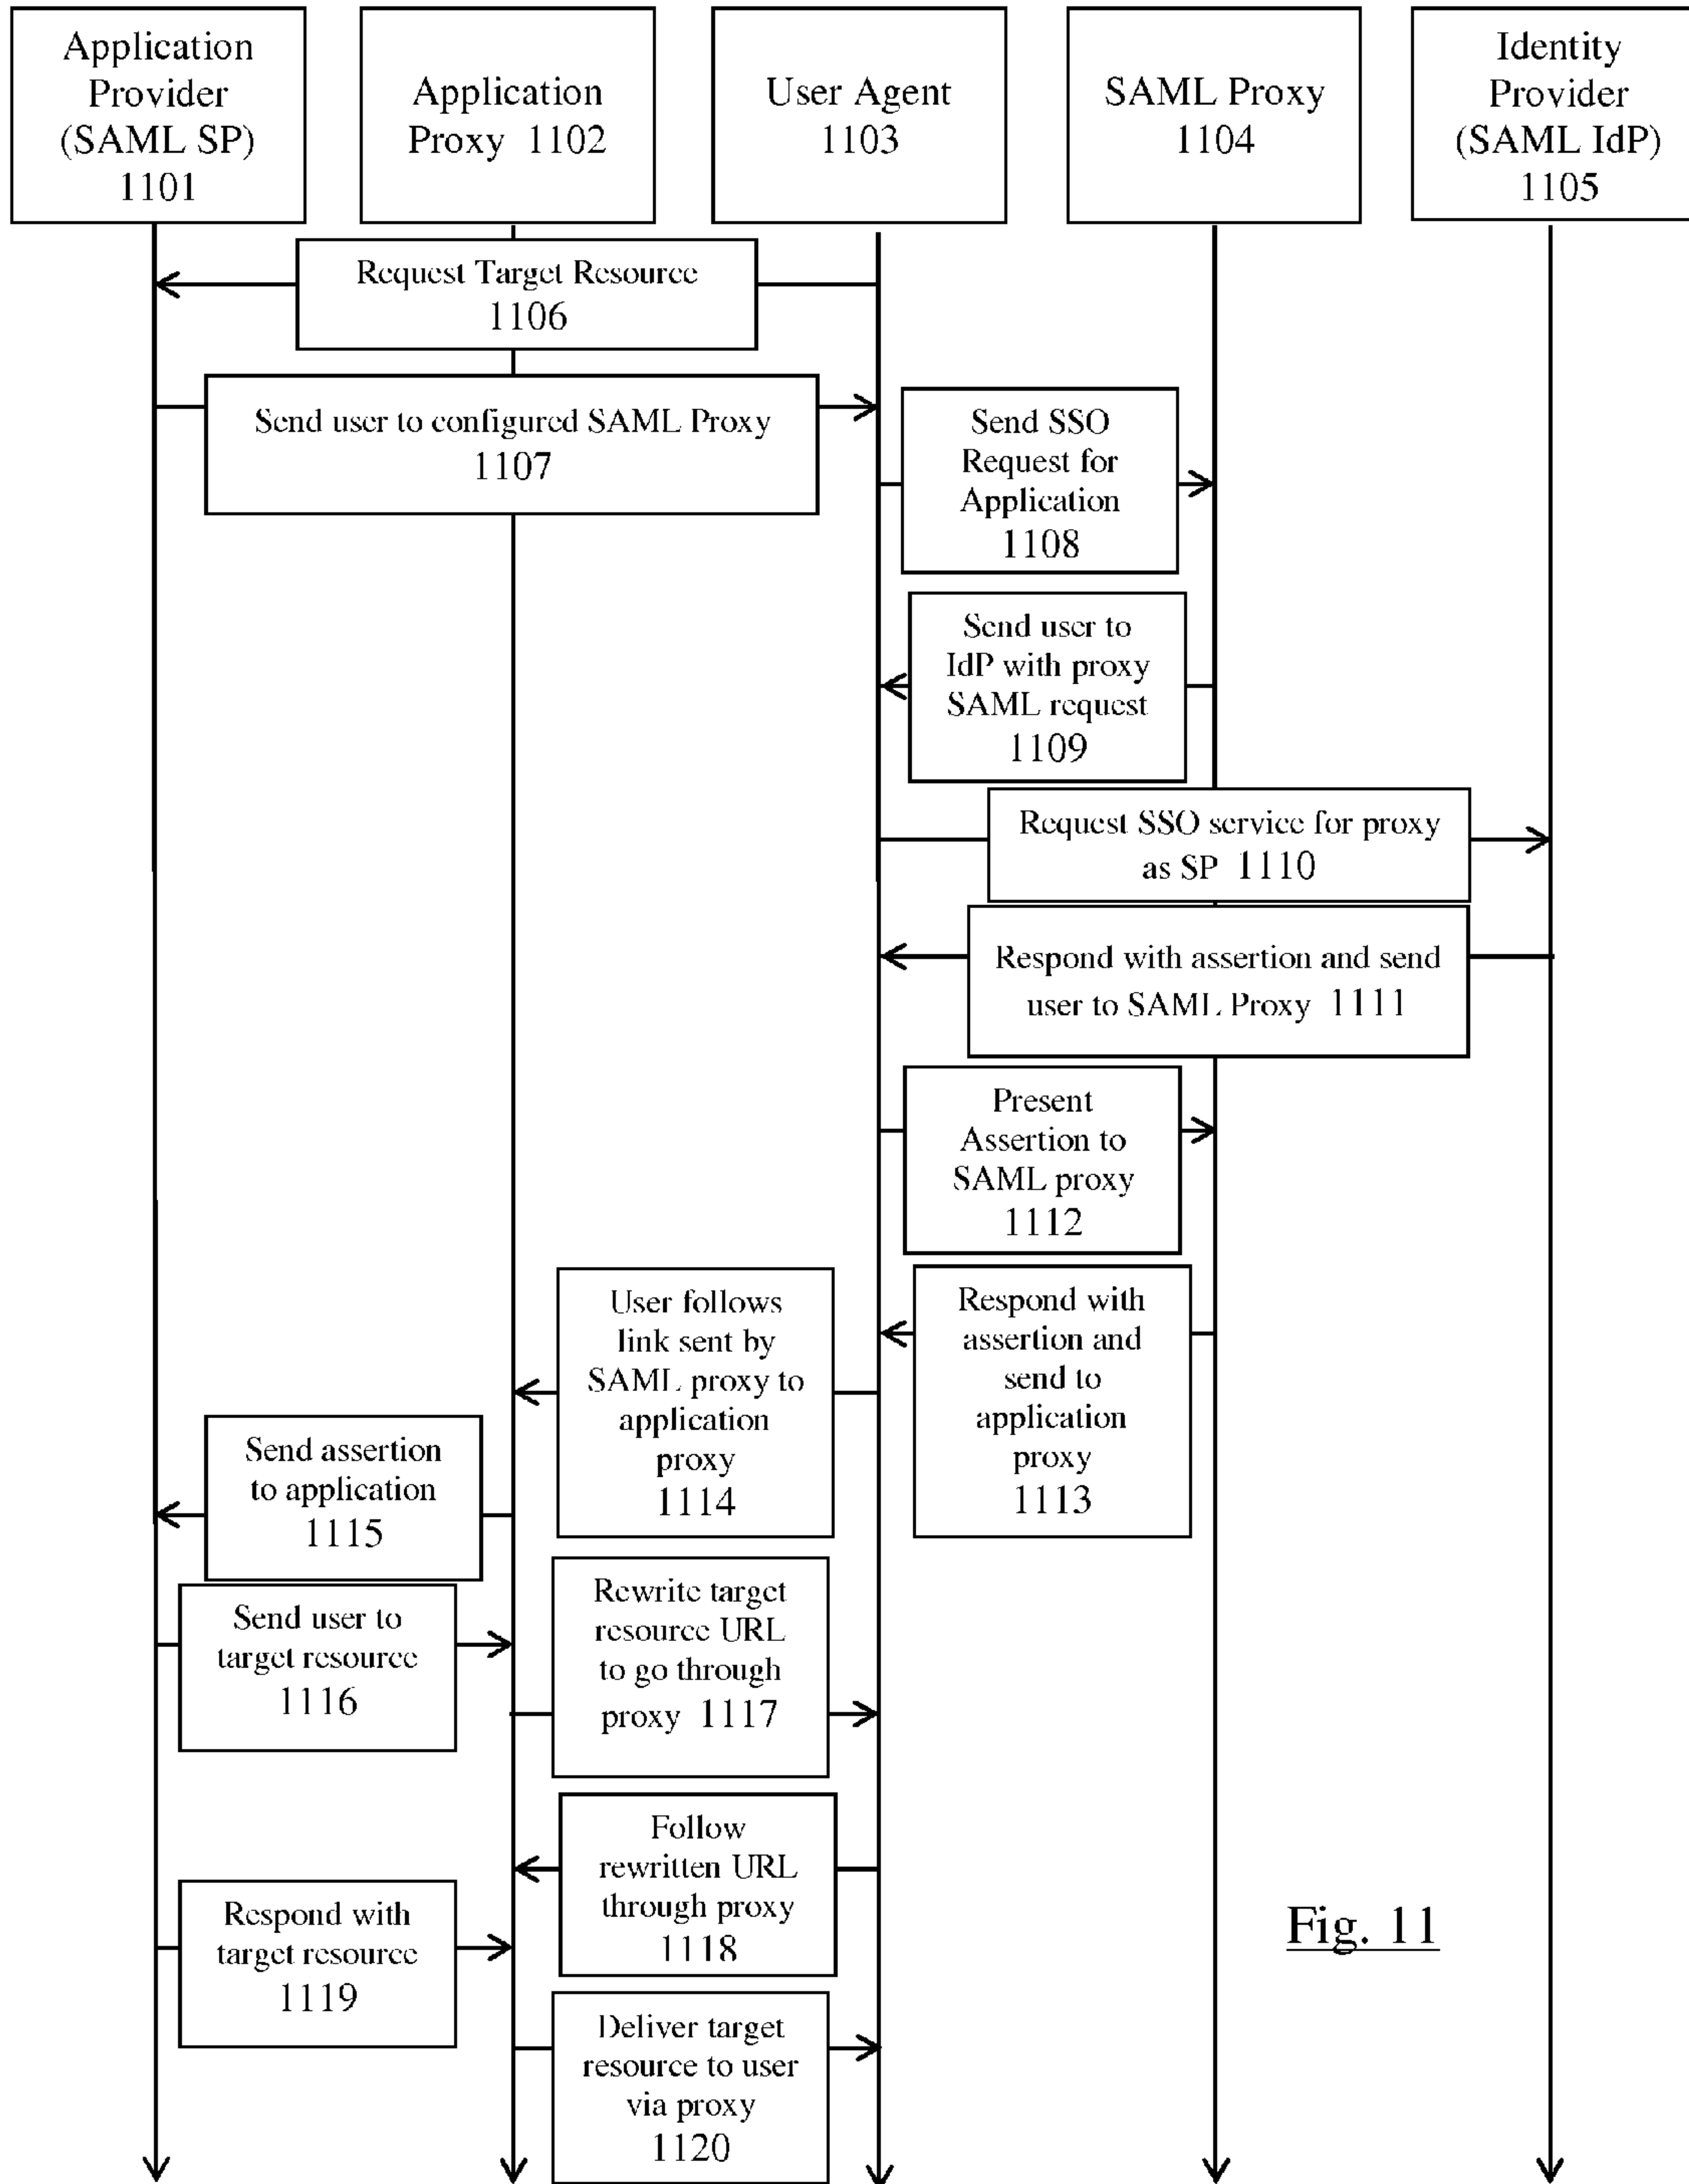 Application
Provider
(SAML SP)
1101
Application
Proxy 1102
User Agent
1103
SAML Proxy
1104
Identity
Provider
(SAML IdP)
1105
Request Target Resource
1106
Send user to configured SAML Proxy
1107
Send SSO
Request for
Application
1108
Send user to
IdP with proxy
SAML request
1109
Request SSO service for proxy
as SP 1110
Respond with assertion and send
user to SAML Proxy 1111
Present
Assertion to
SAML proxy
1112
Respond with
assertion and
send to
application
proxy
1113
User follows
link sent by
SAML proxy to
application
proxy
1114
Send assertion
to application
1115
Send user to
target resource
1116
Rewrite target
resource URL
to go through
proxy 1117
Follow
rewritten URL
through proxy
1118
Respond with
target resource
1119
Deliver target
resource to user
via proxy
1120
Fig. 11